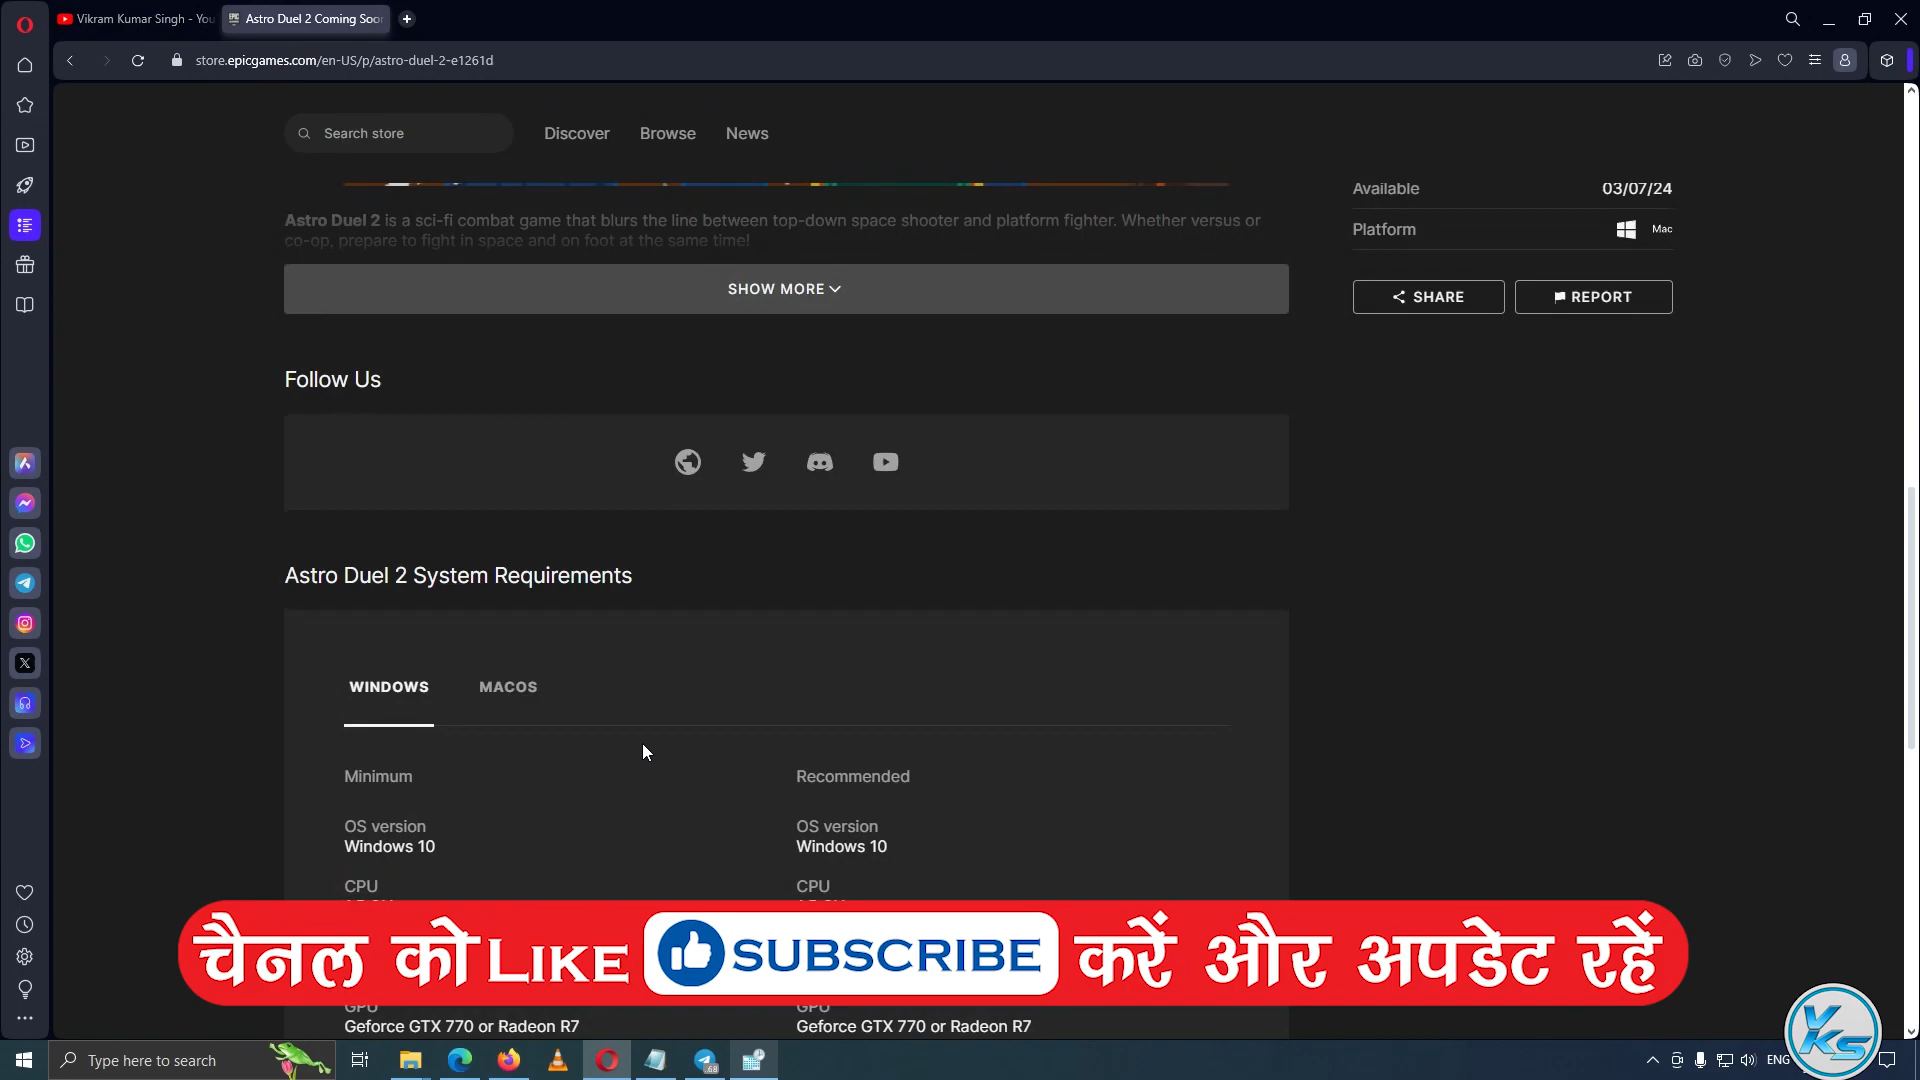 Vikram Kumar Singh - You
Astro Duel 2 Coming Soon
store.epicgames.com/en-US/p/astro-duel-2-e1261d
Search store
Discover
Browse
News
Available
03/07/24
Astro Duel 2 is a sci-fi combat game that blurs the line between top-down space shooter and platform fighter. Whether versus or
co-op, prepare to fight in space and on foot at the same time!
Platform
Mac
SHOW MORE
SHARE
REPORT
Follow Us
Astro Duel 2 System Requirements
WINDOWS
MACOS
Minimum
Recommended
OS version
Windows 10
OS version
Windows 10
CPU
CPU
चैनल को LIKE SUBSCRIBE करें और अपडेट रहें
GPU
Geforce GTX 770 or Radeon R7
GPU
Geforce GTX 770 or Radeon R7
Type here to search
.68
ENG
VKS